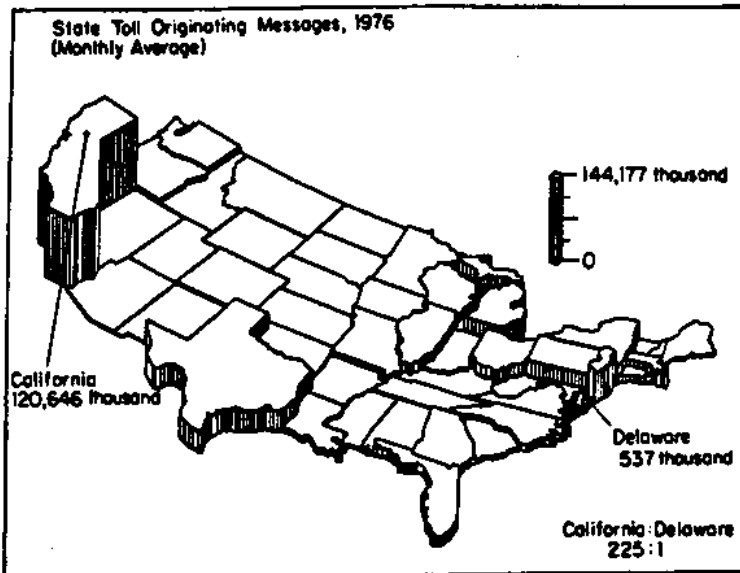 State Toll Originating Messages, 1976
(Monthly Average)
144,177 thousand
0
California
120,646 thousand
Delaware
537 thousand
California:Delaware
225:1